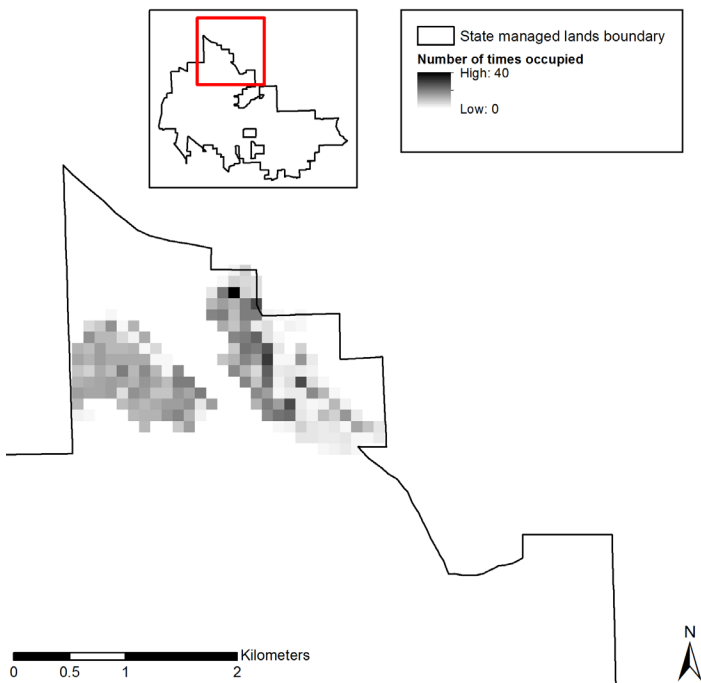 State managed lands boundary
Number of times occupied
High: 40
Low: 0
N
Kilometers
0 0.5 1 2